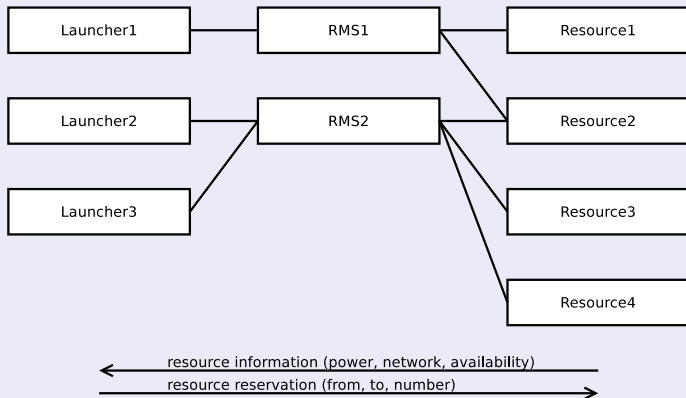 Launcher1 RMS1 Resource1
Launcher2 RMS2 Resource2
Launcher3 Resource3
Resource4
resource information (power, network, availability)
resource reservation (from, to, number)